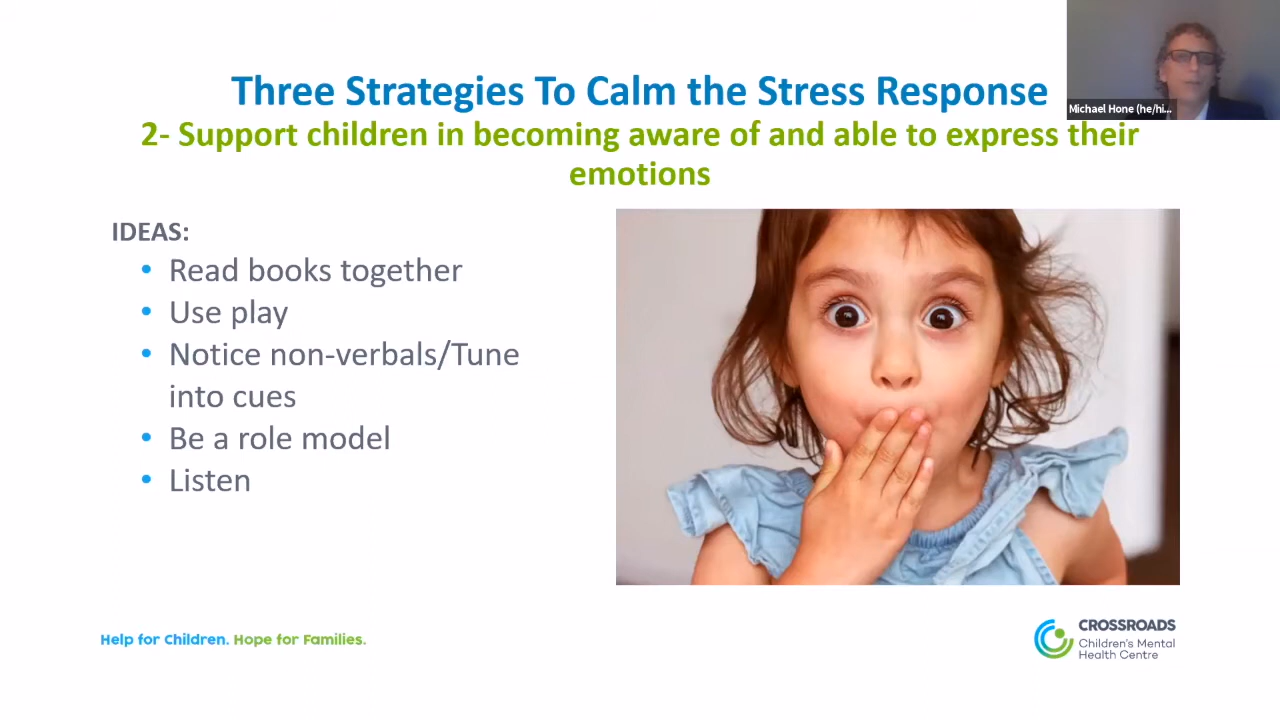 Three Strategies To Calm the Stress Response
Michael Hone (he/hi...
2- Support children in becoming aware of and able to express their
emotions
IDEAS:
• Read books together
• Use play
• Notice non-verbals/Tune
into cues
• Be a role model
• Listen
Help for Children. Hope for Families.
CROSSROADS
Children's Mental
Health Centre